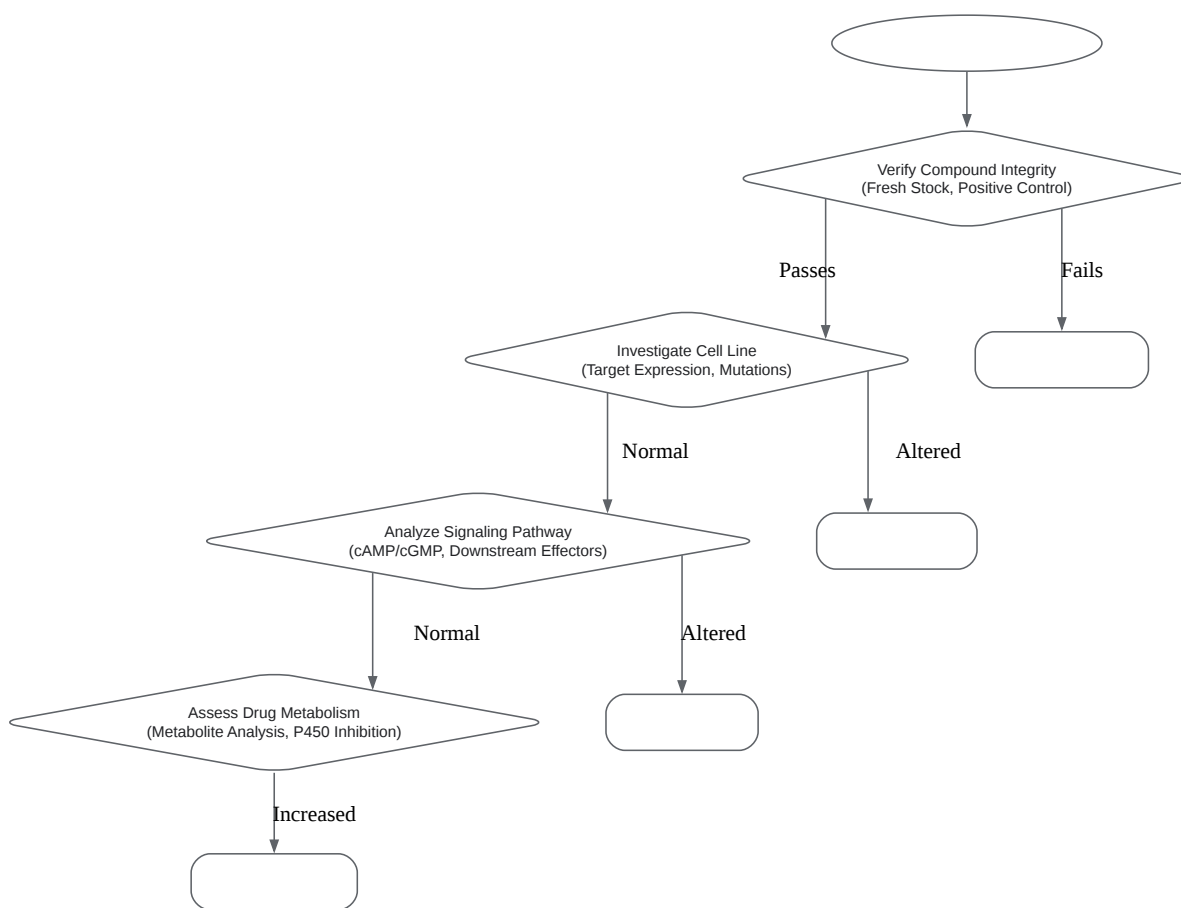 Verify Compound Integrity
(Fresh Stock, Positive Control)
Passes
Fails
Investigate Cell Line
(Target Expression, Mutations)
Normal
Altered
Analyze Signaling Pathway
(cAMP/cGMP, Downstream Effectors)
Normal
Altered
Assess Drug Metabolism
(Metabolite Analysis, P450 Inhibition)
Increased